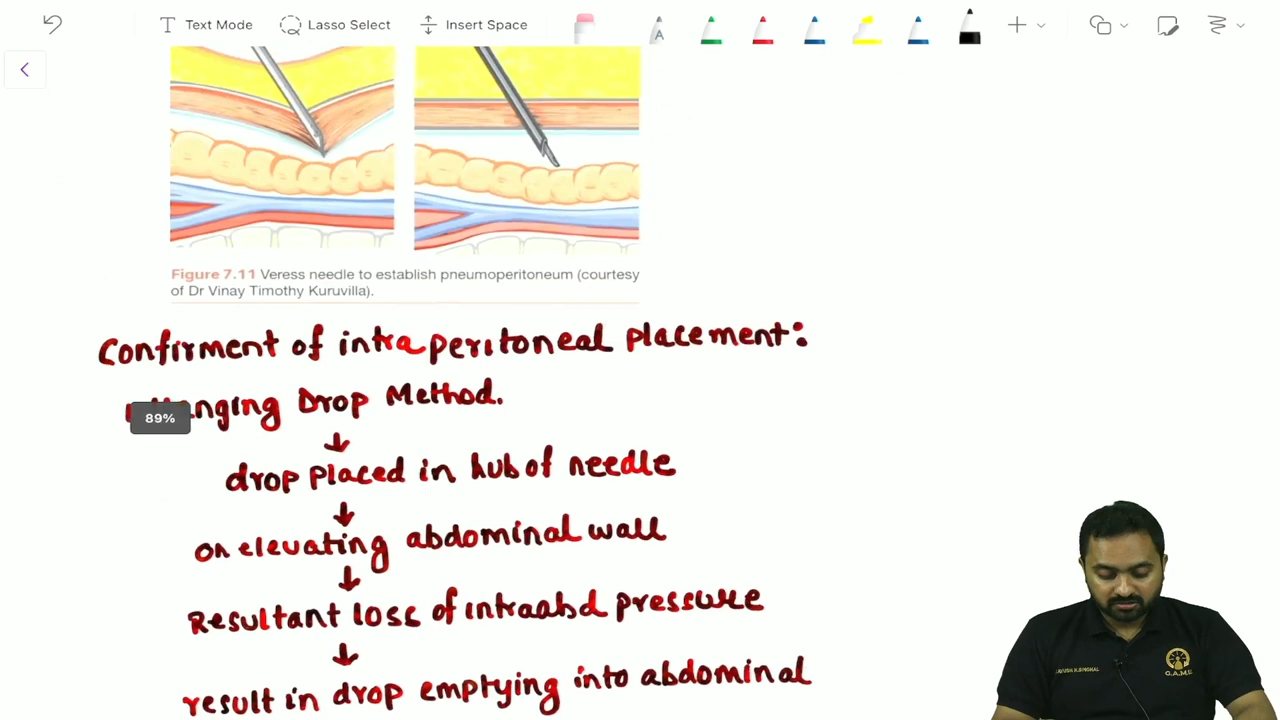 Text Mode
Lasso Select
Insert Space
A
Figure 7.11 Veress needle to establish pneumoperitoneum (courtesy
of Dr Vinay Timothy Kuruvilla).
Confirment of intraperitoneal placement:
Drop Method.
89%
drop placed in hub of needle
on elevating abdominal wall
Resultant loss of intraabd pressure
result in drop emptying into abdominal
G.A.M.S